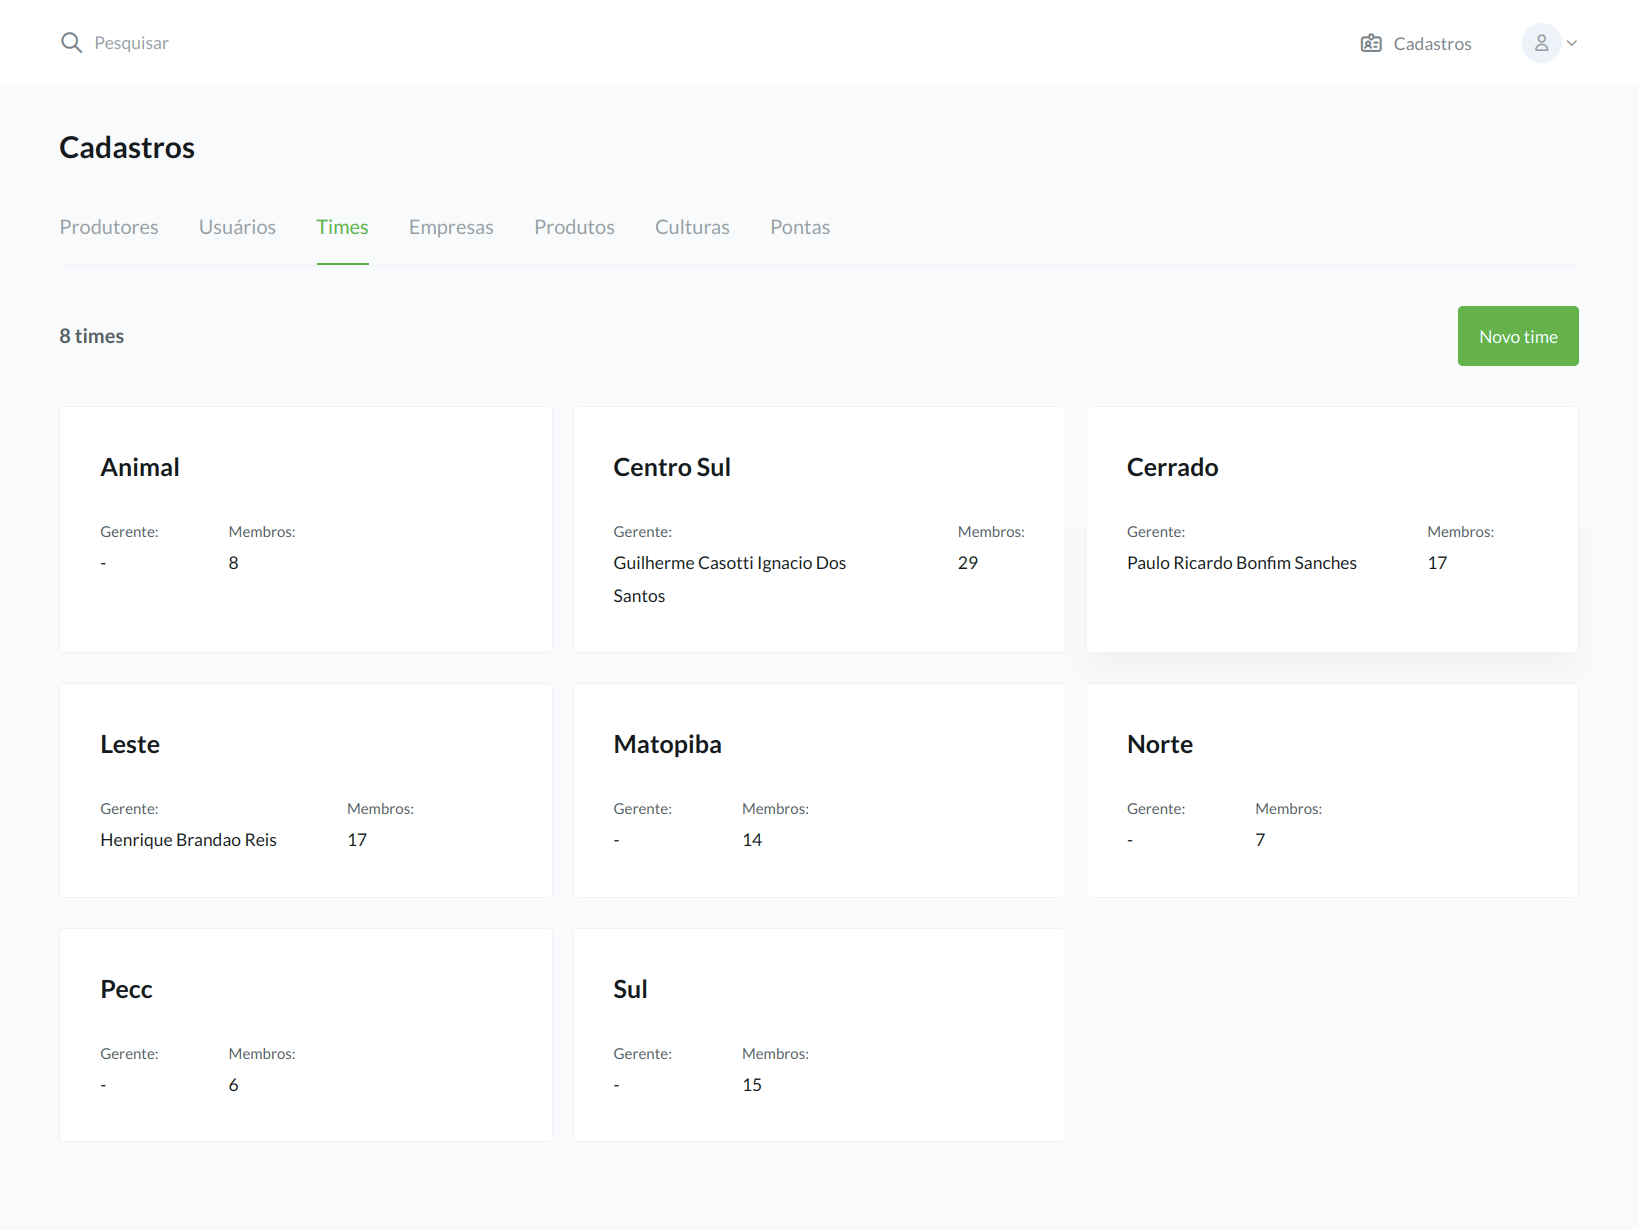 Pesquisar
Cadastros
Cadastros
Produtores
Usuários
Times
Empresas
Produtos
Culturas
Pontas
8 times
Novo time
Animal
Gerente:
Membros:
-
8
Centro Sul
Gerente:
Membros:
Guilherme Casotti Ignacio Dos
Santos
29
Cerrado
Gerente:
Membros:
Paulo Ricardo Bonfim Sanches
17
Leste
Gerente:
Membros:
Henrique Brandao Reis
17
Matopiba
Gerente:
Membros:
-
14
Norte
Gerente:
Membros:
-
7
Pecc
Gerente:
Membros:
-
6
Sul
Gerente:
Membros:
-
15